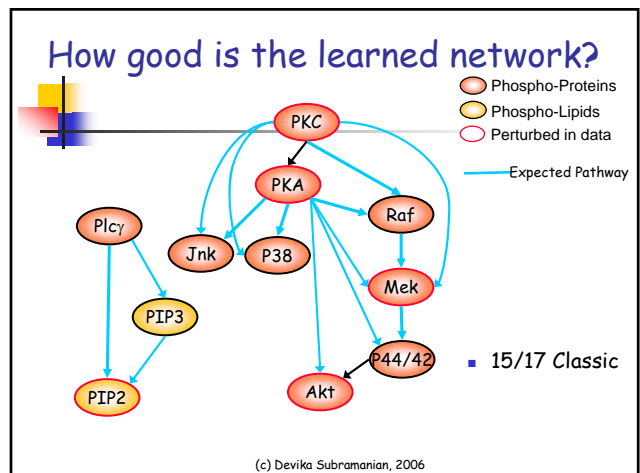 How good is the learned network?
Phospho-Proteins
Phospho-Lipids
Perturbed in data
Expected Pathway
PKC
PKA
Raf
Plcγ
Jnk
P38
Mek
PIP3
P44/42
15/17 Classic
Akt
PIP2
(c) Devika Subramanian, 2006